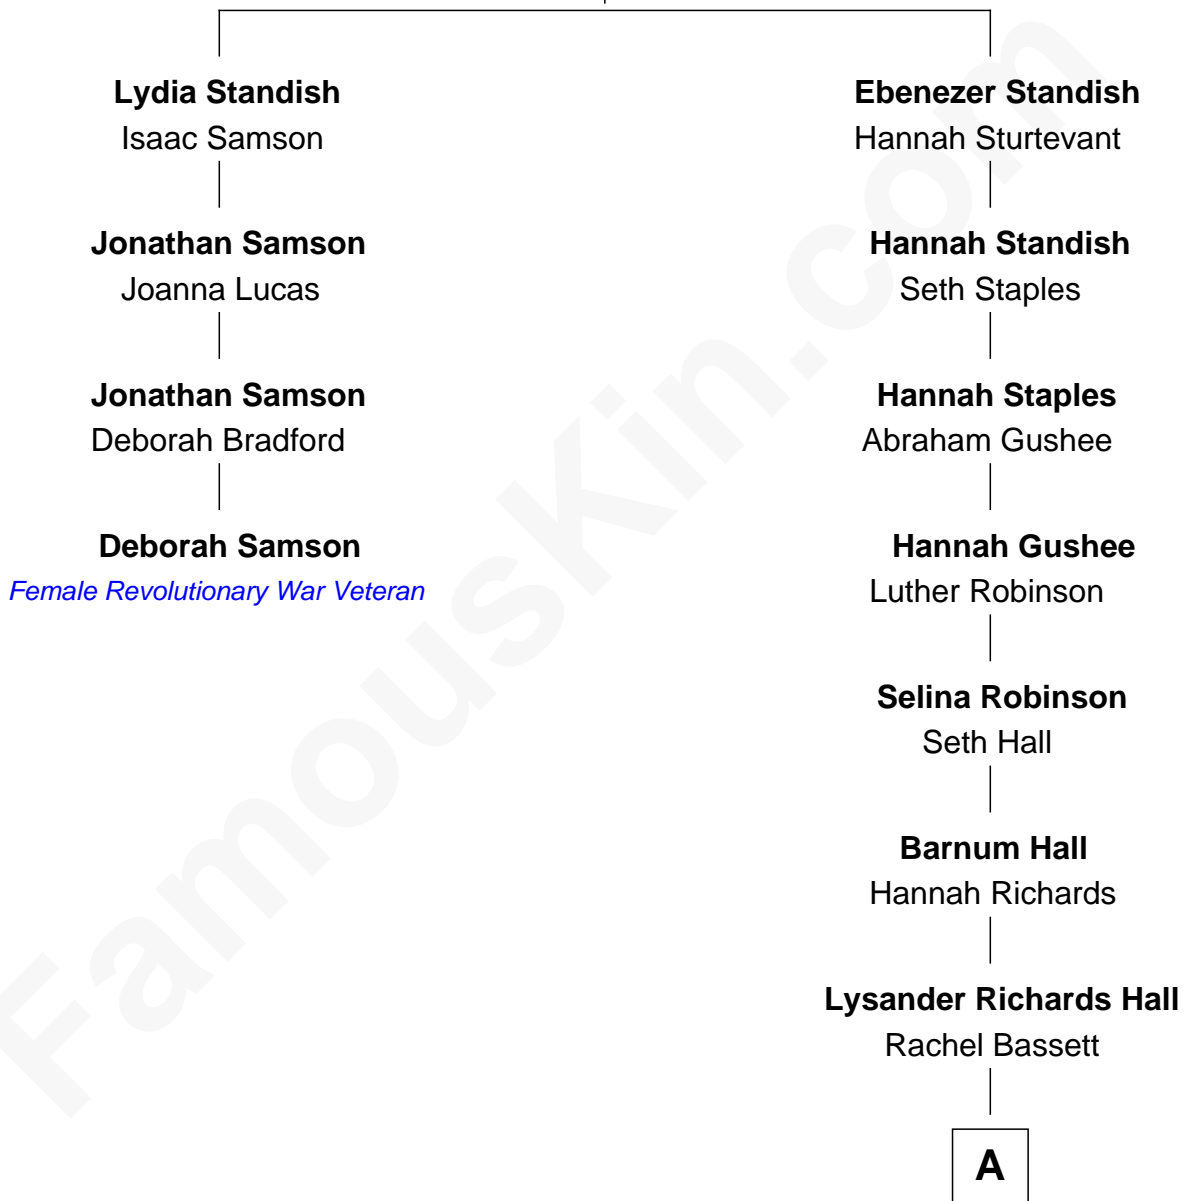 Lydia Standish
Isaac Samson
Jonathan Samson
Joanna Lucas
Jonathan Samson
Deborah Bradford
Deborah Samson
Female Revolutionary War Veteran
Ebenezer Standish
Hannah Sturtevant
Hannah Standish
Seth Staples
Hannah Staples
Abraham Gushee
Hannah Gushee
Luther Robinson
Selina Robinson
Seth Hall
Barnum Hall
Hannah Richards
Lysander Richards Hall
Rachel Bassett
A
FamousKin.com